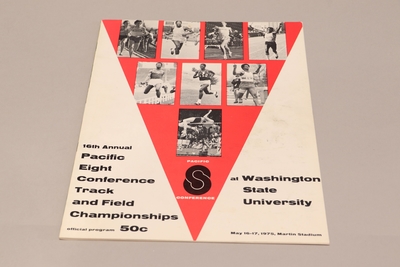 PACIFIC
S
CONFERENCE
16th Annual
Pacific
Eight
Conference
Track
and Field
Championships
official program 50c
at Washington
State
University
May 16-17, 1975, Martin Stadium